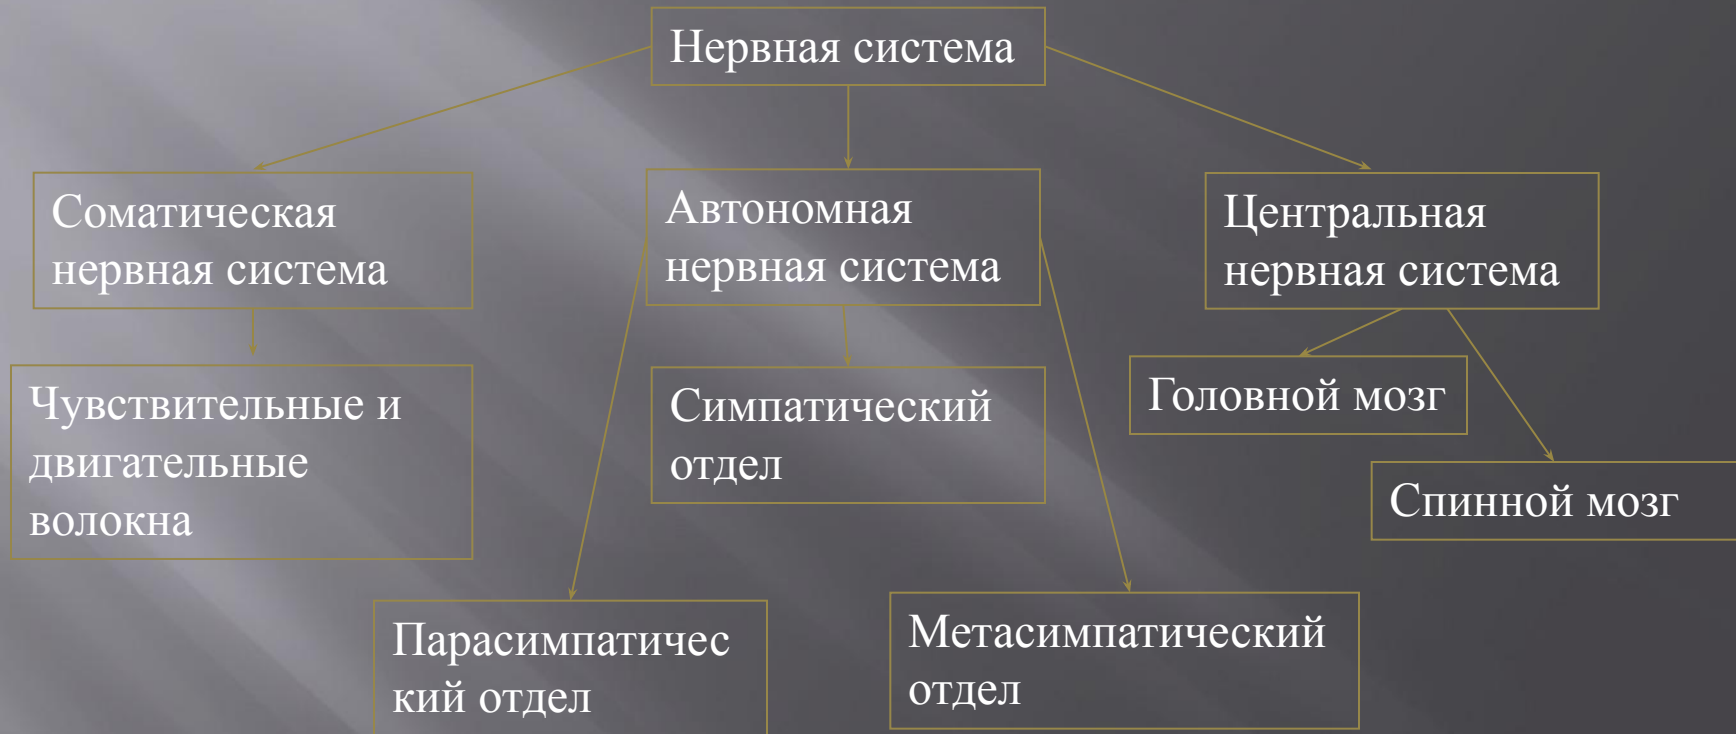 Нервная система
Соматическая
нервная система
Автономная
нервная система
Центральная
нервная система
Чувствительные и
двигательные
волокна
Симпатический
отдел
Головной мозг
Спинной мозг
Парасимпатичес
кий отдел
Метасимпатический
отдел